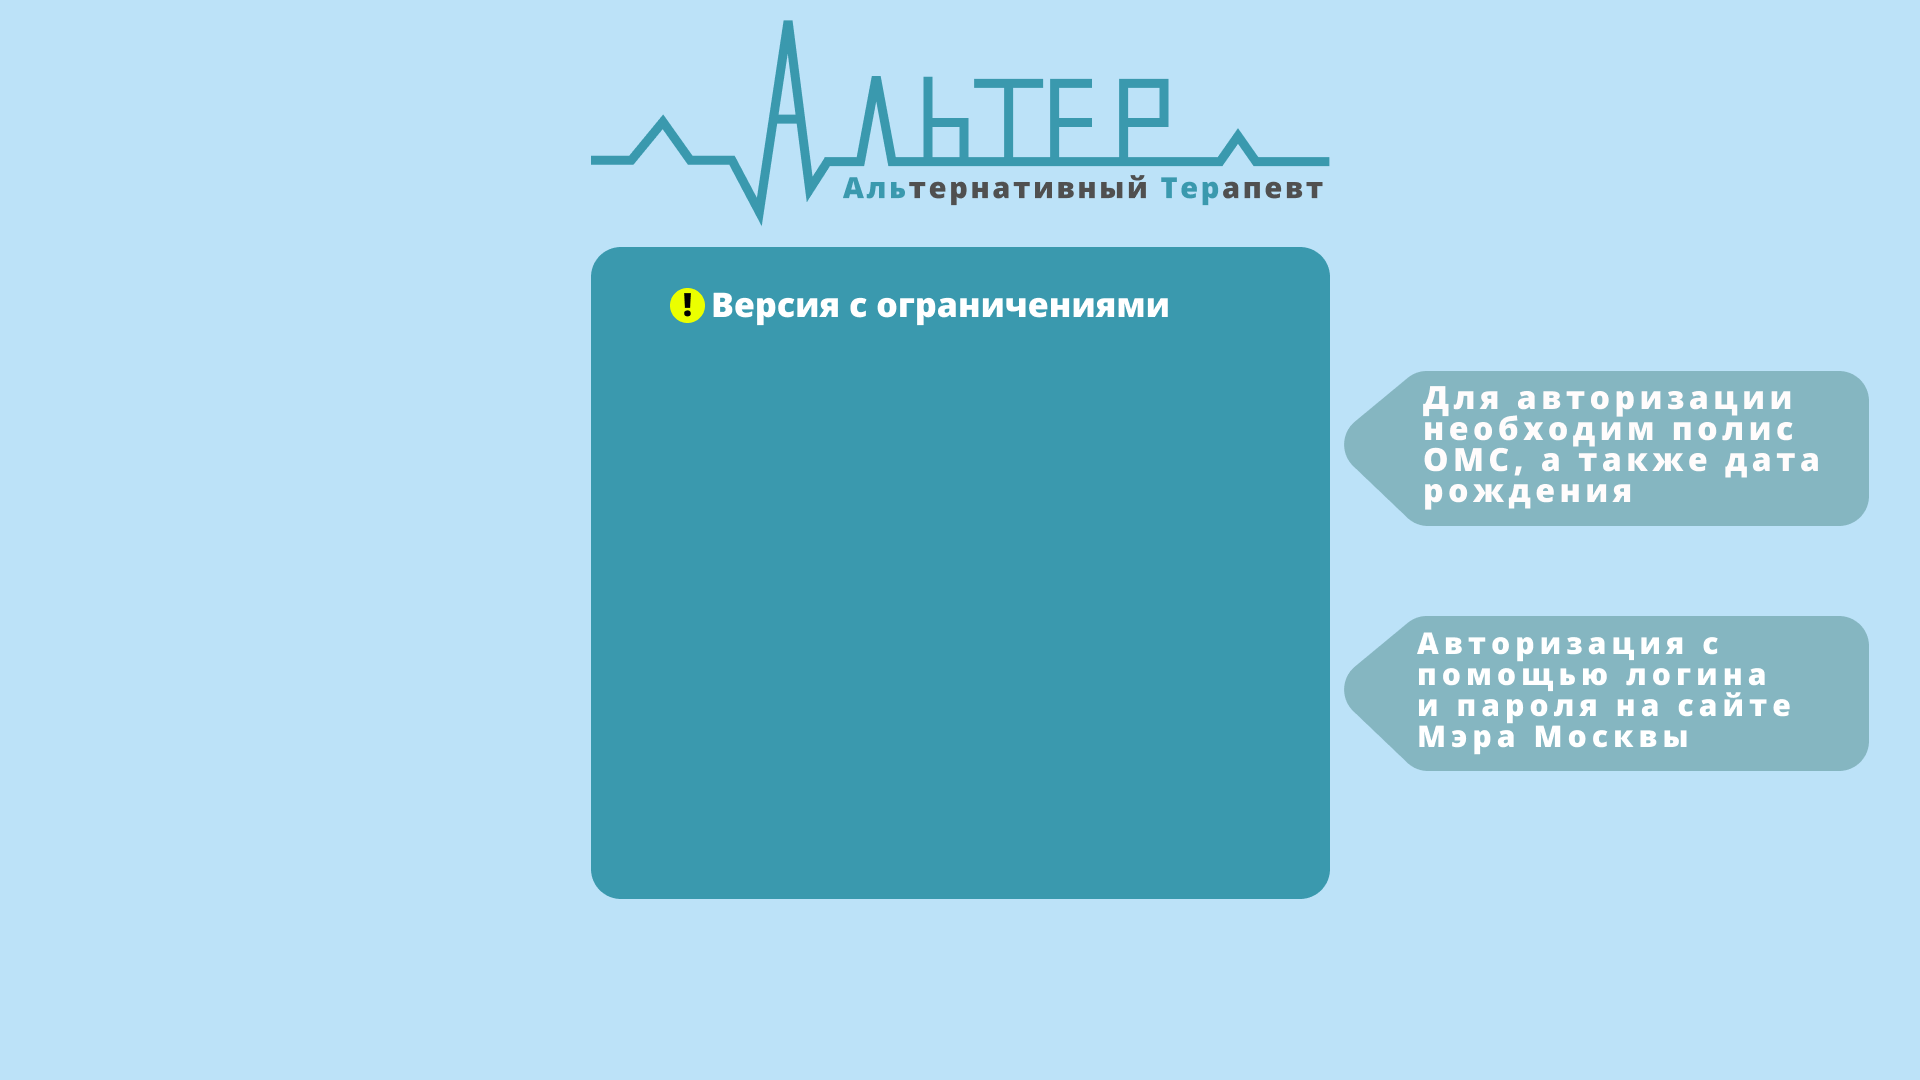 Альтер
Альтернативный Терапевт
! Версия с ограничениями
Для авторизации
необходим полис
ОМС, а также дата
рождения
Авторизация с
помощью логина
и пароля на сайте
Мэра Москвы